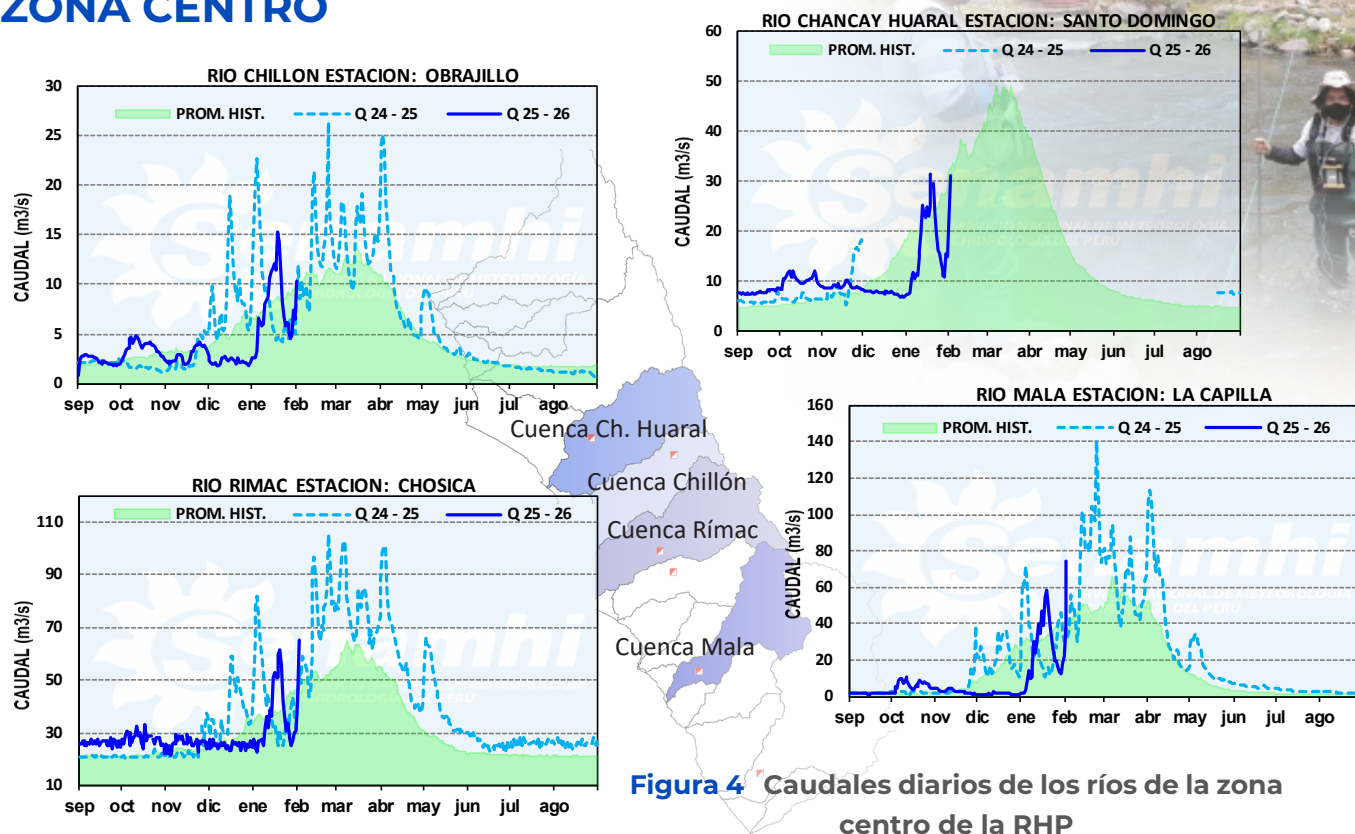 ZONA CENTRO
RIO CHILLON ESTACION: OBRAJILLO
PROM. HIST. Q 24 - 25 Q 25 - 26
CAUDAL (m3/s)
30
25
20
15
10
5
0
sep oct nov dic ene feb mar abr may jun jul ago
RIO CHANCAY HUARAL ESTACION: SANTO DOMINGO
PROM. HIST. Q 24 - 25 Q 25 - 26
CAUDAL (m3/s)
60
50
40
30
20
10
0
sep oct nov dic ene feb mar abr may jun jul ago
RIO RIMAC ESTACION: CHOSICA
PROM. HIST. Q 24 - 25 Q 25 - 26
CAUDAL (m3/s)
110
90
70
50
30
10
sep oct nov dic ene feb mar abr may jun jul ago
Cuenca Ch. Huaral
Cuenca Chillón
Cuenca Rímac
Cuenca Mala
RIO MALA ESTACION: LA CAPILLA
PROM. HIST. Q 24 - 25 Q 25 - 26
CAUDAL (m3/s)
160
140
120
100
80
60
40
20
0
sep oct nov dic ene feb mar abr may jun jul ago
Senamhi
Figura 4 Caudales diarios de los ríos de la zona
centro de la RHP